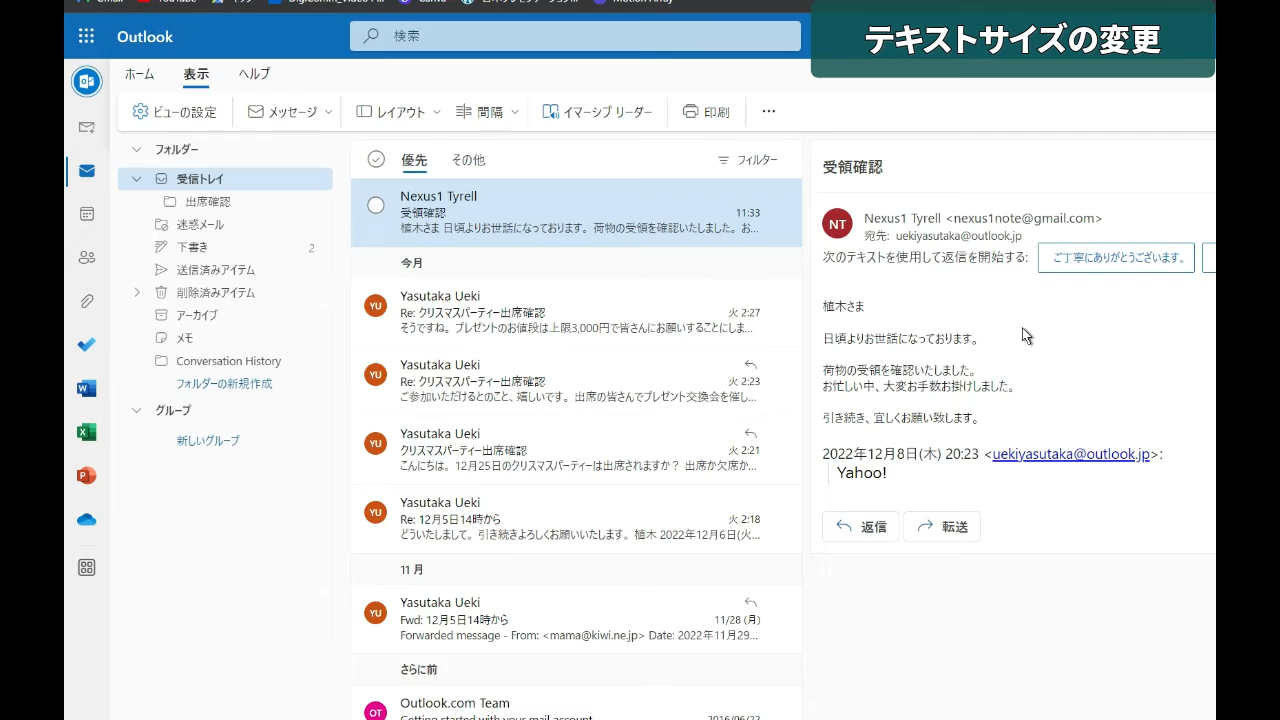 Outlook
検索
テキストサイズの変更
ホーム
表示
ヘルプ
ビューの設定
メッセージ
レイアウト
間隔
イマーシブ リーダー
印刷
フォルダー
受信トレイ
出席確認
迷惑メール
下書き
2
送信済みアイテム
削除済みアイテム
アーカイブ
メモ
Conversation History
フォルダーの新規作成
グループ
新しいグループ
優先
その他
フィルター
Nexus1 Tyrell
受領確認
11:33
植木さま 日頃よりお世話になっております。荷物の受領を確認いたしました。お...
今月
YU
Yasutaka Ueki
Re: クリスマスパーティー出席確認
火 2:27
そうですね。プレゼントのお値段は上限3,000円で皆さんにお願いすることにしま...
YU
Yasutaka Ueki
Re: クリスマスパーティー出席確認
火 2:23
ご参加いただけるとのこと、嬉しいです。 出席の皆さんでプレゼント交換会を催し...
YU
Yasutaka Ueki
クリスマスパーティー出席確認
火 2:21
こんにちは。12月25日のクリスマスパーティーは出席されますか？ 出席か欠席か...
YU
Yasutaka Ueki
Re: 12月5日14時から
火 2:18
どういたしまして。引き続きよろしくお願いいたします。植木 2022年12月6日(火...
11 月
YU
Yasutaka Ueki
Fwd: 12月5日14時から
11/28 (月)
Forwarded message - From: <mama@kiwi.ne.jp> Date: 2022年11月29...
さらに前
OT
Outlook.com Team
Getting started with your mail account
2016/06/22
受領確認
NT
Nexus1 Tyrell <nexus1note@gmail.com>
宛先: uekiyasutaka@outlook.jp
次のテキストを使用して返信を開始する:
ご丁寧にありがとうございます。
植木さま
日頃よりお世話になっております。
荷物の受領を確認いたしました。
お忙しい中、大変お手数お掛けしました。
引き続き、宜しくお願い致します。
2022年12月8日(木) 20:23 <uekiyasutaka@outlook.jp>:
Yahoo!
返信
転送